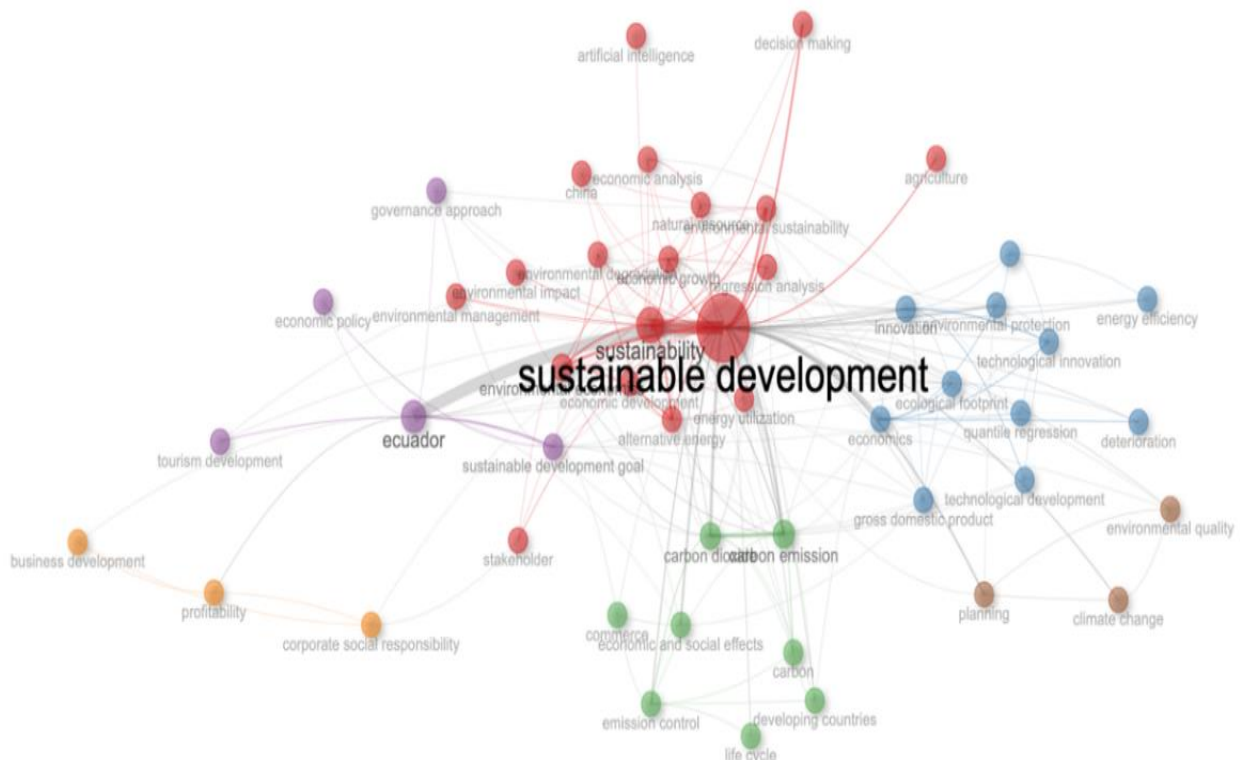 decision making
artificial intelligence
economic analysis
agriculture
china
governance approach
natural resource
environmental sustainability
environmental degradation
economic growth
regression analysis
environmental impact
environmental management
economic policy
energy efficiency
innovation
environmental protection
sustainability
technological innovation
sustainable development
economic development
ecological footprint
energy utilization
alternative energy
economics
quantile regression
deterioration
ecuador
tourism development
sustainable development goal
technological development
gross domestic product
environmental quality
carbon dioxide
carbon emission
stakeholder
business development
profitability
planning
climate change
commerce
economic and social effects
corporate social responsibility
carbon
emission control
developing countries
life cycle